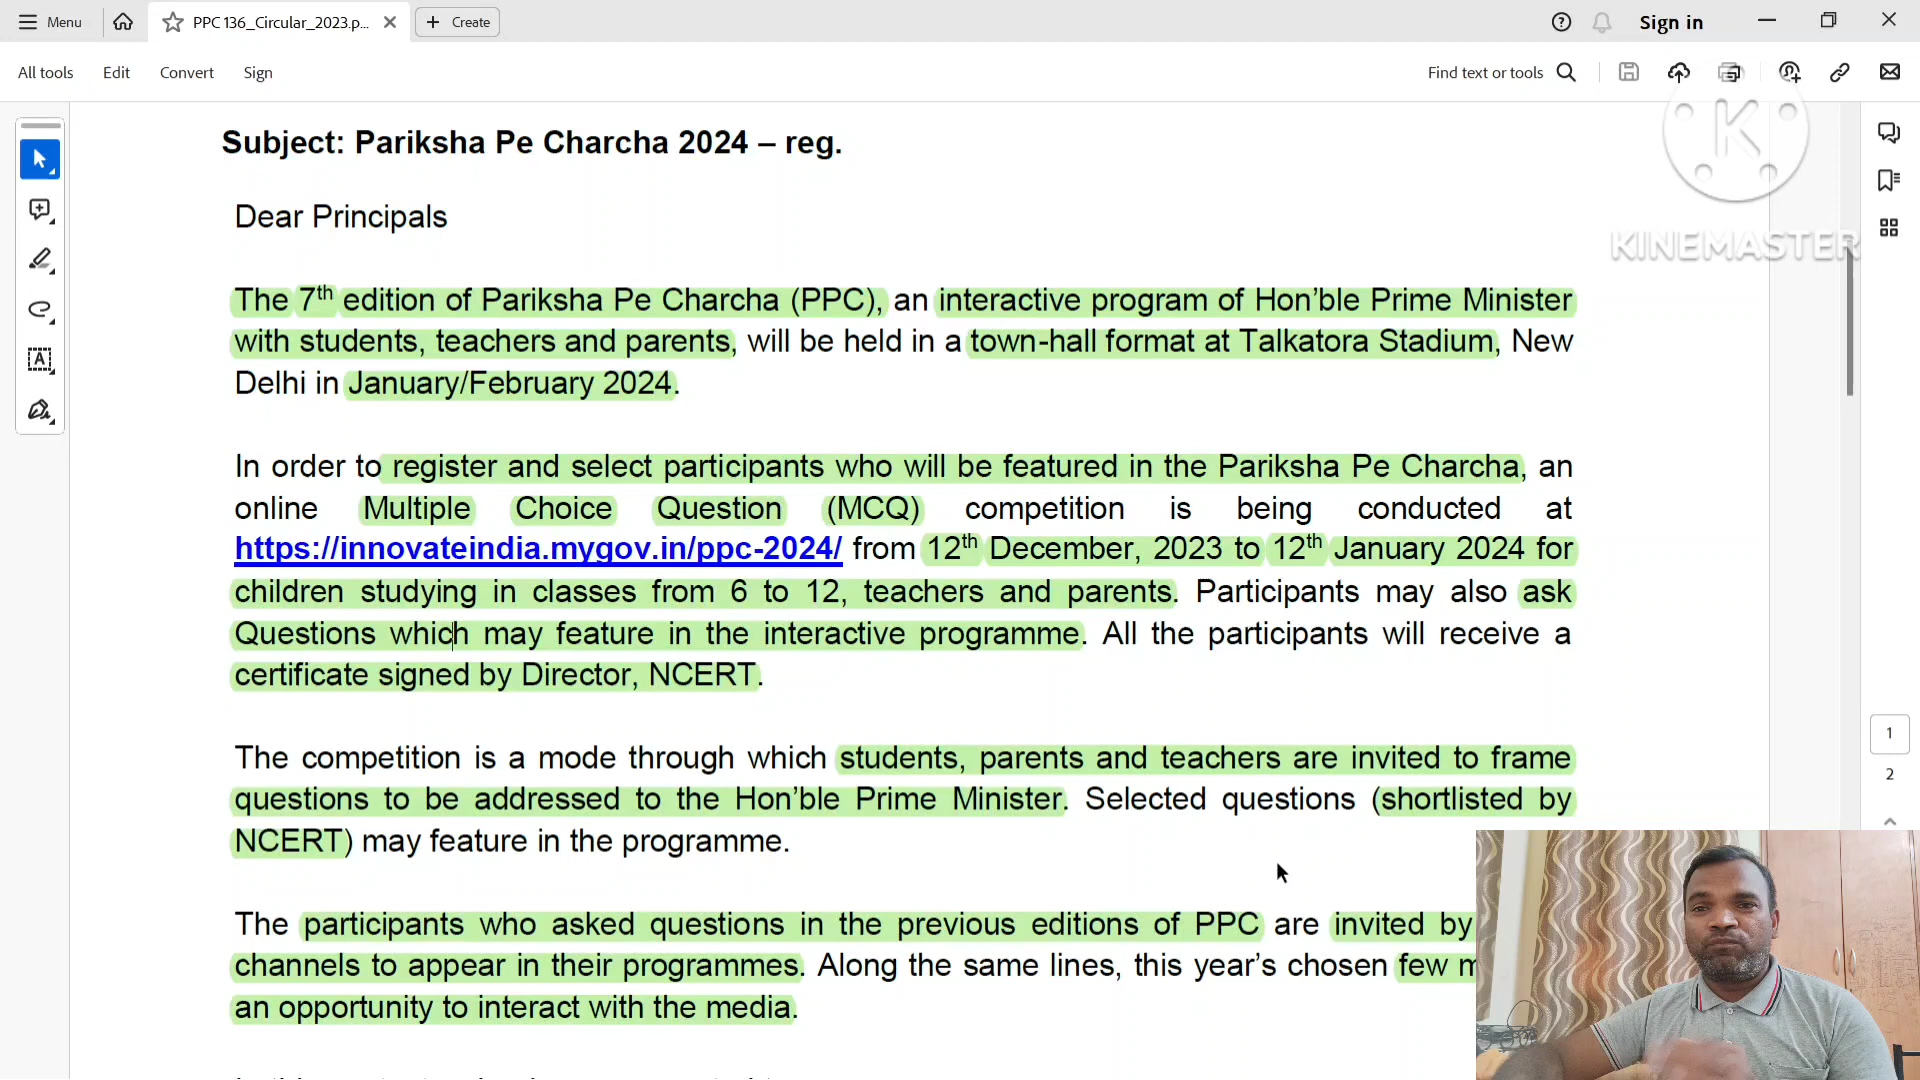 Menu
PPC 136_Circular_2023.p...
Create
Sign in
All tools
Edit
Convert
Sign
Find text or tools
Subject: Pariksha Pe Charcha 2024 – reg.
Dear Principals
KINEMASTER
The 7th edition of Pariksha Pe Charcha (PPC), an interactive program of Hon’ble Prime Minister
with students, teachers and parents, will be held in a town-hall format at Talkatora Stadium, New
Delhi in January/February 2024.
In order to register and select participants who will be featured in the Pariksha Pe Charcha, an
online Multiple Choice Question (MCQ) competition is being conducted at
https://innovateindia.mygov.in/ppc-2024/ from 12th December, 2023 to 12th January 2024 for
children studying in classes from 6 to 12, teachers and parents. Participants may also ask
Questions which may feature in the interactive programme. All the participants will receive a
certificate signed by Director, NCERT.
1
2
The competition is a mode through which students, parents and teachers are invited to frame
questions to be addressed to the Hon’ble Prime Minister. Selected questions (shortlisted by
NCERT) may feature in the programme.
The participants who asked questions in the previous editions of PPC are invited by
channels to appear in their programmes. Along the same lines, this year’s chosen few
an opportunity to interact with the media.